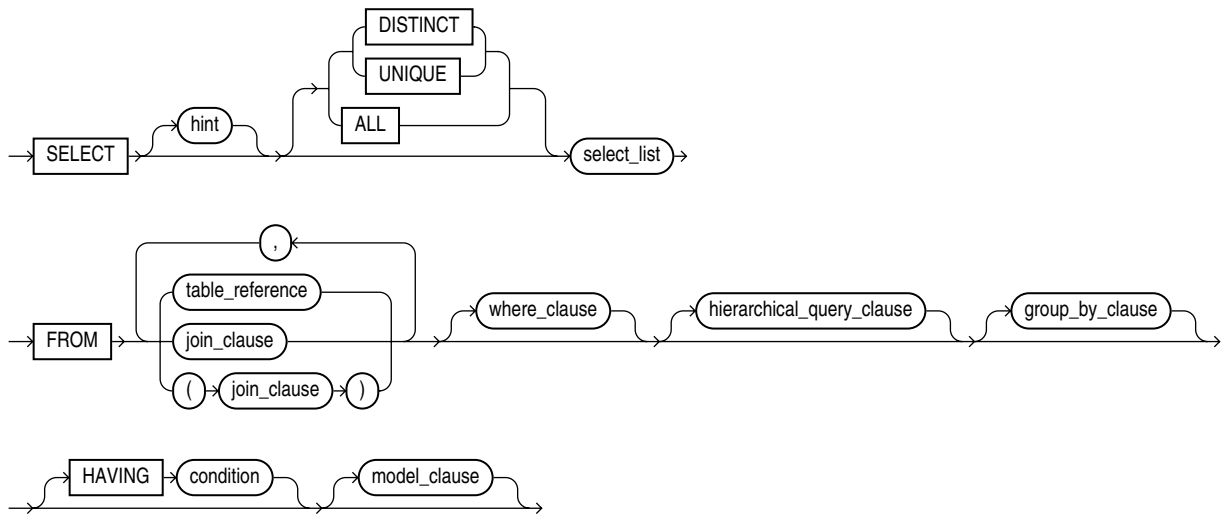 DISTINCT
UNIQUE
hint
ALL
SELECT
select_list
,
table_reference
where_clause
hierarchical_query_clause
group_by_clause
FROM
join_clause
( join_clause )
HAVING condition
model_clause